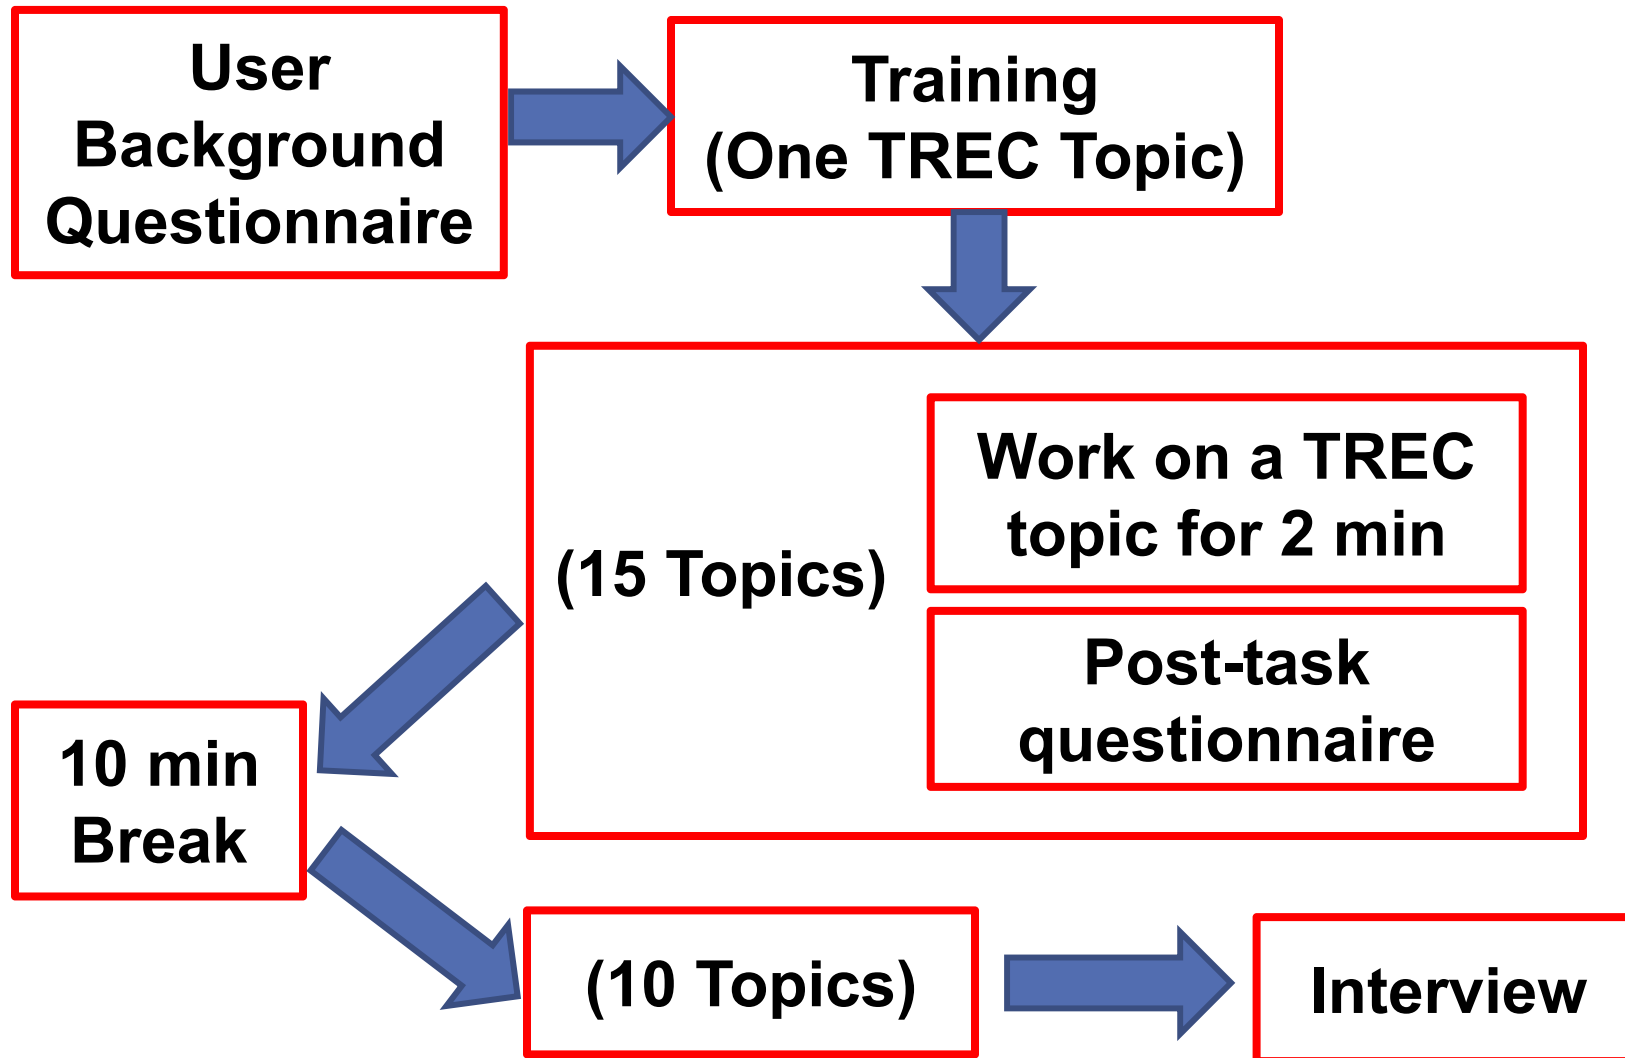 User
Background
Questionnaire
Training
(One TREC Topic)
(15 Topics)
Work on a TREC
topic for 2 min
Post-task
questionnaire
10 min
Break
(10 Topics)
Interview